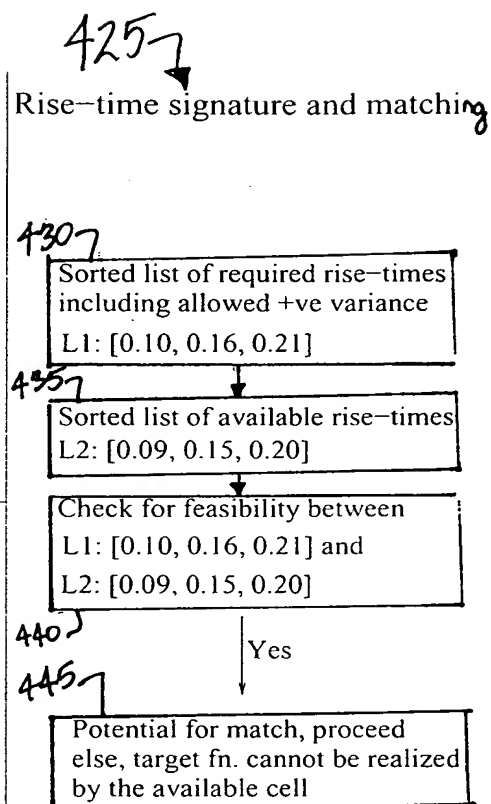 425
Rise-time signature and matching
430
Sorted list of required rise-times
including allowed +ve variance
L1: [0.10, 0.16, 0.21]
435
Sorted list of available rise-times
L2: [0.09, 0.15, 0.20]
Check for feasibility between
L1: [0.10, 0.16, 0.21] and
L2: [0.09, 0.15, 0.20]
440
Yes
445
Potential for match, proceed
else, target fn. cannot be realized
by the available cell